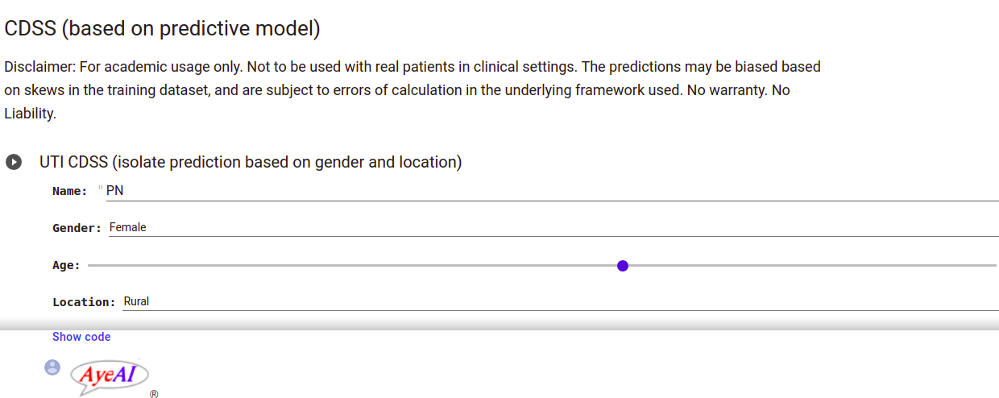 CDSS (based on predictive model)
Disclaimer: For academic usage only. Not to be used with real patients in clinical settings. The predictions may be biased based
on skews in the training dataset, and are subject to errors of calculation in the underlying framework used. No warranty. No
Liability.
UTI CDSS (isolate prediction based on gender and location)
Name: " PN
Gender: Female
Age:
Location: Rural
Show code
AyeAI
®